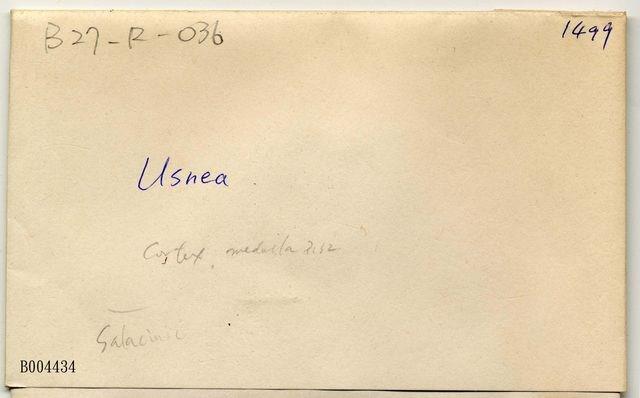 B27-R-036
1499
Usnea
Cortex, medulla
Salacinic
B004434